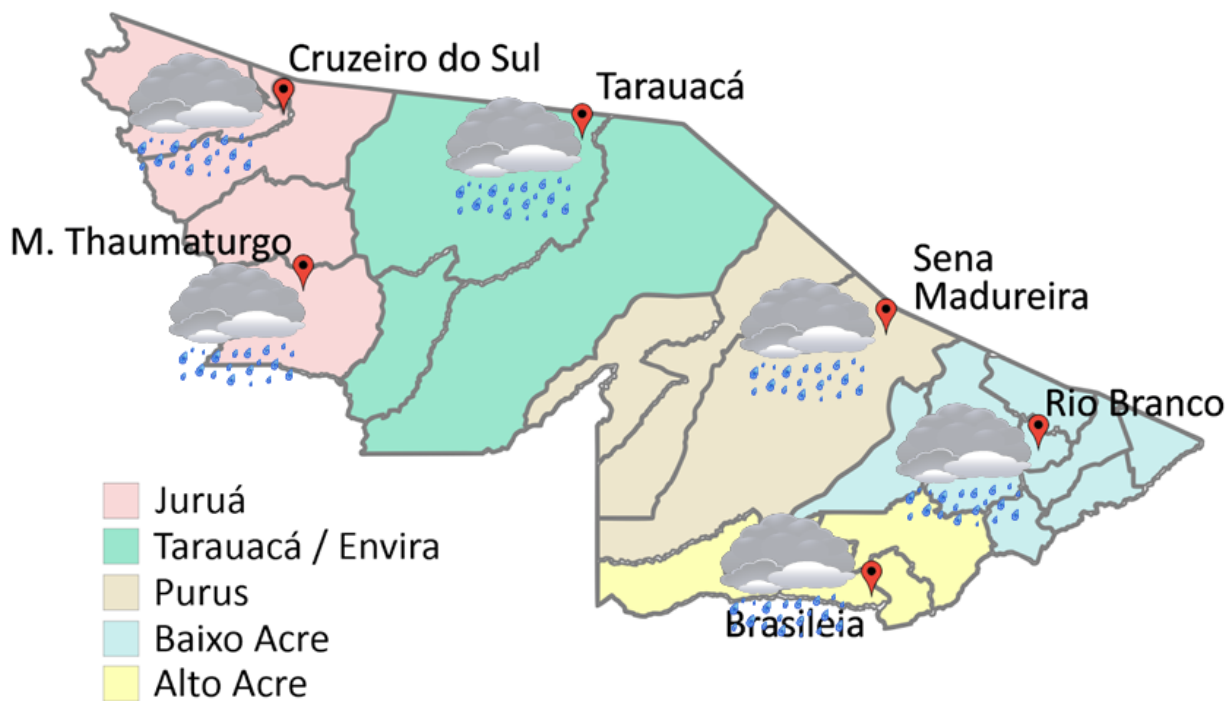 Cruzeiro do Sul
Tarauacá
M. Thaumaturgo
Sena
Madureira
Rio Branco
Brasileia
Juruá
Tarauacá / Envira
Purus
Baixo Acre
Alto Acre